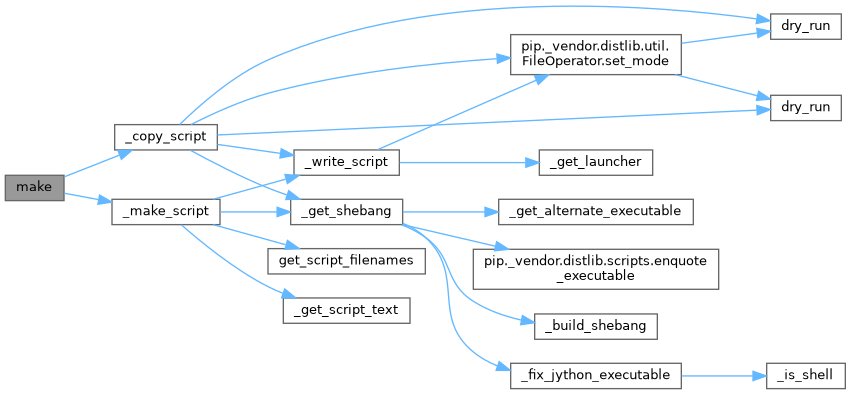 make
_copy_script
_make_script
_write_script
_get_shebang
get_script_filenames
_get_script_text
pip._vendor.distlib.util.
FileOperator.set_mode
_get_launcher
_get_alternate_executable
pip._vendor.distlib.scripts.enquote
_executable
_build_shebang
_fix_jython_executable
dry_run
dry_run
_is_shell